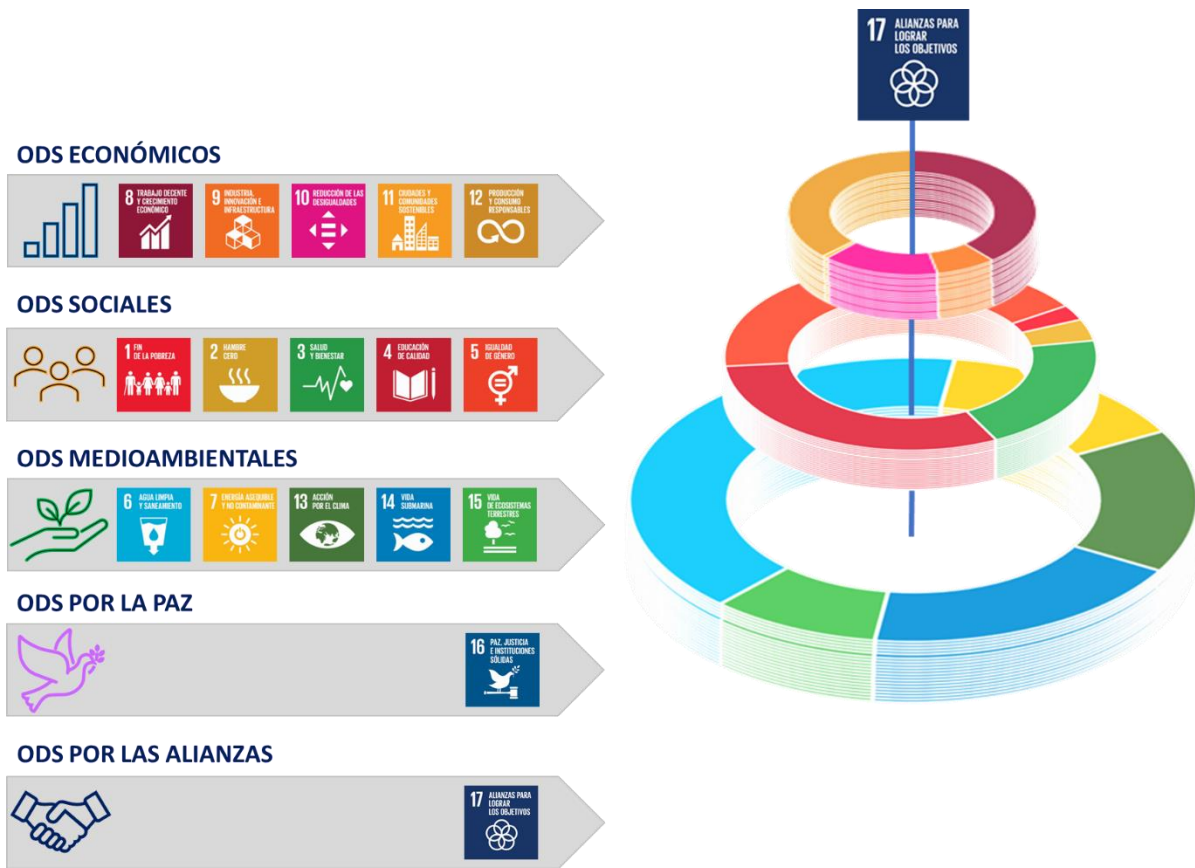 17 ALIANZAS PARA
LOGRAR
LOS OBJETIVOS
ODS ECONÓMICOS
8 TRABAJO DECENTE
Y CRECIMIENTO
ECONÓMICO
9 INDUSTRIA,
INNOVACIÓN E
INFRAESTRUCTURA
10 REDUCCIÓN DE LAS
DESIGUALDADES
11 CIUDADES Y
COMUNIDADES
SOSTENIBLES
12 PRODUCCIÓN
Y CONSUMO
RESPONSABLES
ODS SOCIALES
1 FIN
DE LA POBREZA
2 HAMBRE
CERO
3 SALUD
Y BIENESTAR
4 EDUCACIÓN
DE CALIDAD
5 IGUALDAD
DE GÉNERO
ODS MEDIOAMBIENTALES
6 AGUA LIMPIA
Y SANEAMIENTO
7 ENERGÍA ASEQUIBLE
Y NO CONTAMINANTE
13 ACCIÓN
POR EL CLIMA
14 VIDA
SUBMARINA
15 VIDA
DE ECOSISTEMAS
TERRESTRES
ODS POR LA PAZ
16 PAZ, JUSTICIA
E INSTITUCIONES
SÓLIDAS
ODS POR LAS ALIANZAS
17 ALIANZAS PARA
LOGRAR
LOS OBJETIVOS